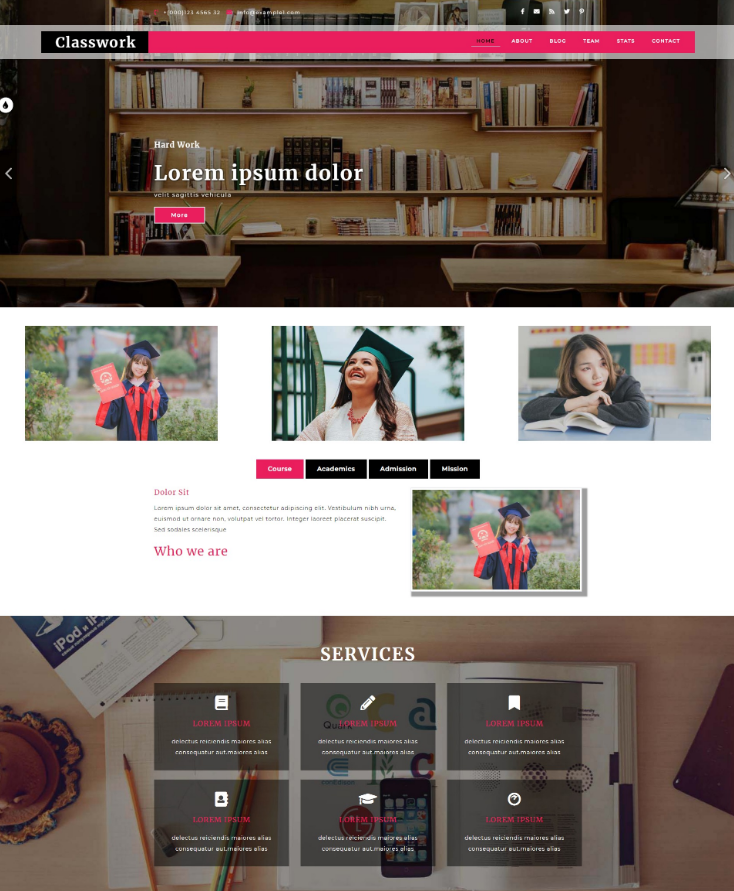 +(000)123 4565 32 info@example1.com
Classwork
HOME ABOUT BLOG TEAM STATS CONTACT
Hard Work
Lorem ipsum dolor
velit sagittis vehicula
More
Course Academics Admission Mission
Dolor Sit
Lorem ipsum dolor sit amet, consectetur adipiscing elit. Vestibulum nibh urna,
euismod ut ornare non, volutpat vel tortor. Integer laoreet placerat suscipit.
Sed sodales scelerisque
Who we are
SERVICES
LOREM IPSUM
delectus reiciendis maiores alias
consequatur aut.maiores alias
LOREM IPSUM
delectus reiciendis maiores alias
consequatur aut.maiores alias
LOREM IPSUM
delectus reiciendis maiores alias
consequatur aut.maiores alias
LOREM IPSUM
delectus reiciendis maiores alias
consequatur aut.maiores alias
LOREM IPSUM
delectus reiciendis maiores alias
consequatur aut.maiores alias
LOREM IPSUM
delectus reiciendis maiores alias
consequatur aut.maiores alias